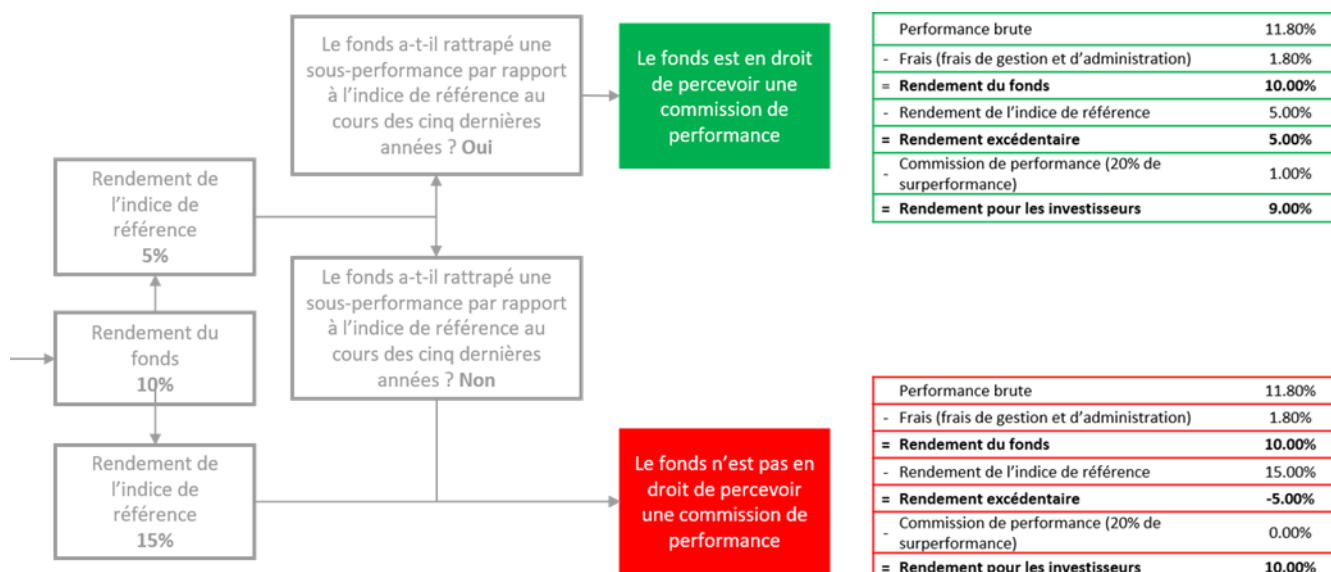 Le fonds a-t-il rattrapé une
sous-performance par rapport
à l'indice de référence au
cours des cinq dernières
années ? Oui
Le fonds est en droit
de percevoir une
commission de
performance
Rendement de
l'indice de
référence
5%
Rendement du
fonds
10%
Rendement de
l'indice de
référence
15%
Le fonds a-t-il rattrapé une
sous-performance par rapport
à l'indice de référence au
cours des cinq dernières
années ? Non
Le fonds n'est pas en
droit de percevoir
une commission de
performance
Performance brute 11.80%
- Frais (frais de gestion et d'administration) 1.80%
= Rendement du fonds 10.00%
- Rendement de l'indice de référence 5.00%
= Rendement excédentaire 5.00%
- Commission de performance (20% de
surperformance) 1.00%
= Rendement pour les investisseurs 9.00%
Performance brute 11.80%
- Frais (frais de gestion et d'administration) 1.80%
= Rendement du fonds 10.00%
- Rendement de l'indice de référence 15.00%
= Rendement excédentaire -5.00%
- Commission de performance (20% de
surperformance) 0.00%
= Rendement pour les investisseurs 10.00%